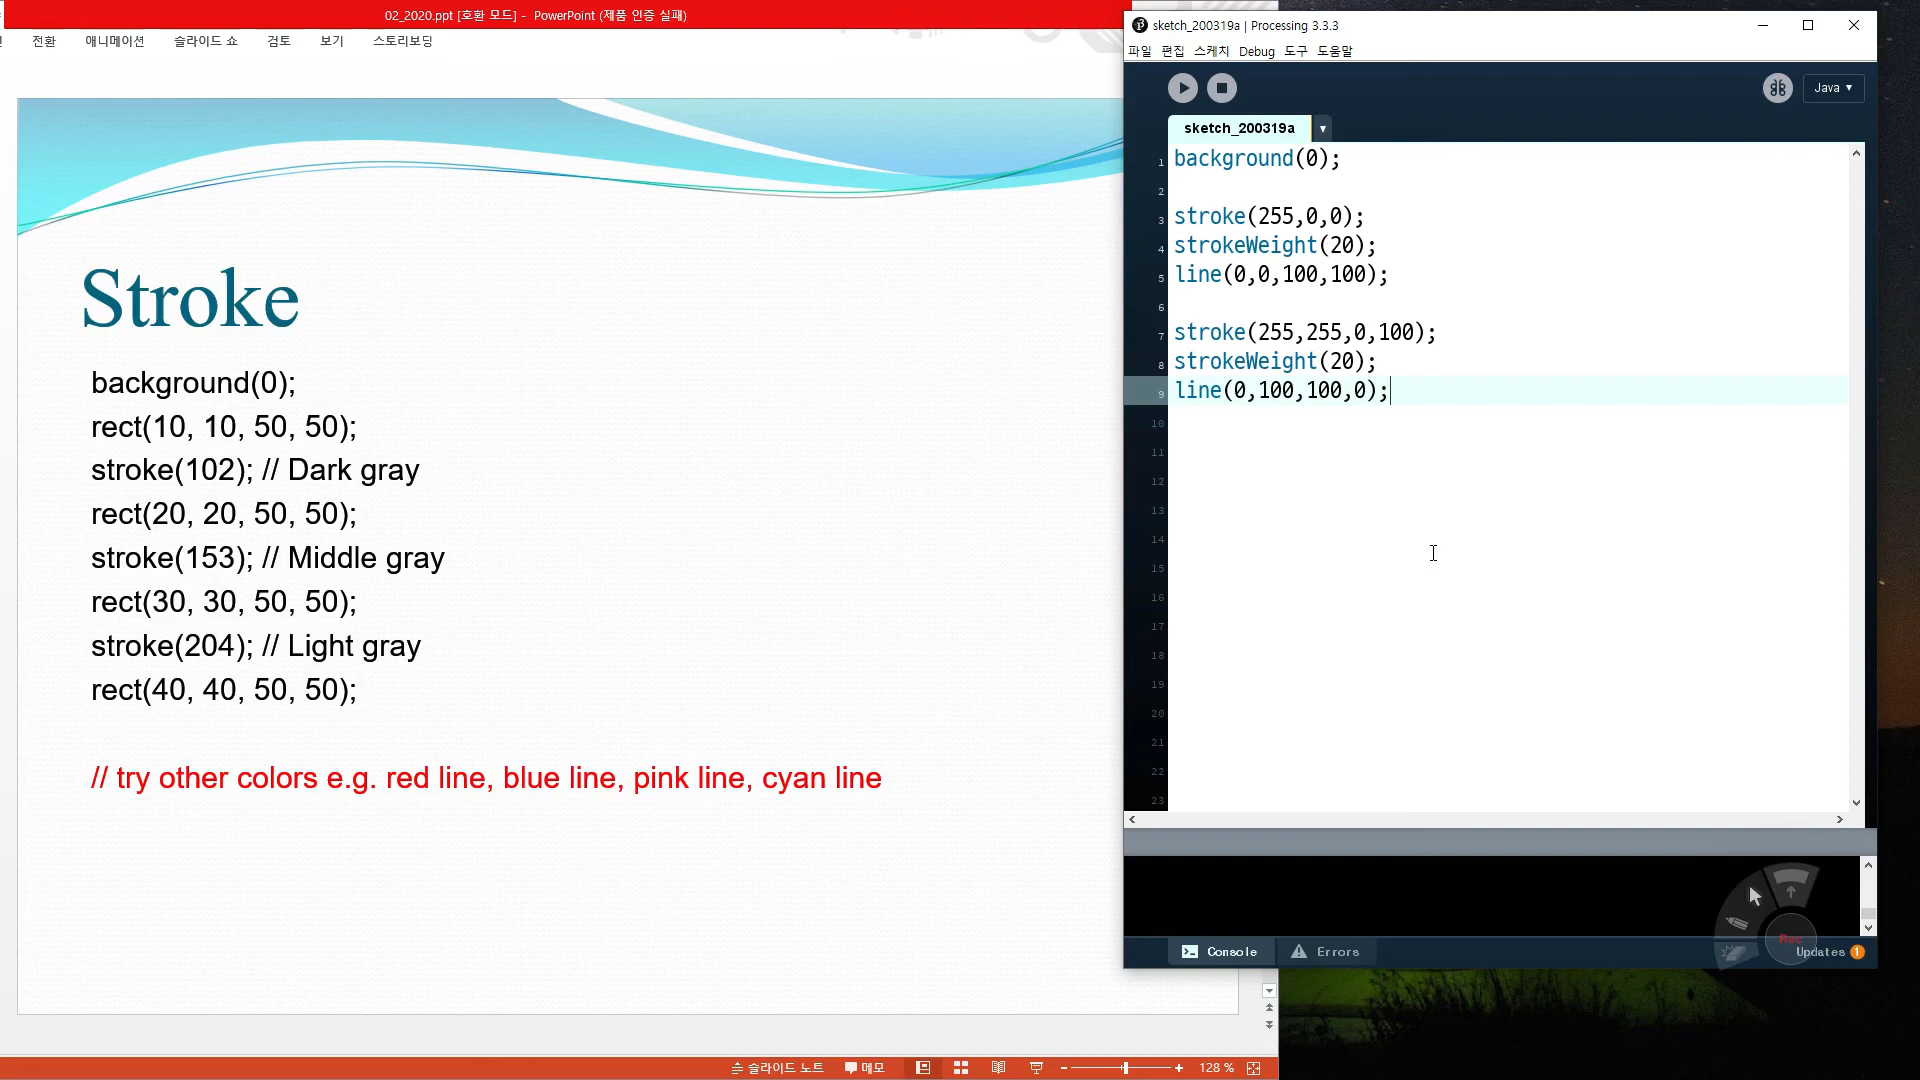 02_2020.ppt [호환 모드] - PowerPoint (제품 인증 실패)
전환 애니메이션 슬라이드 쇼 검토 보기 스토리보딩
Stroke
background(0);
rect(10, 10, 50, 50);
stroke(102); // Dark gray
rect(20, 20, 50, 50);
stroke(153); // Middle gray
rect(30, 30, 50, 50);
stroke(204); // Light gray
rect(40, 40, 50, 50);
// try other colors e.g. red line, blue line, pink line, cyan line
슬라이드 노트 메모 128 %
sketch_200319a | Processing 3.3.3
파일 편집 스케치 Debug 도구 도움말
Java
sketch_200319a
1 background(0);
2
3 stroke(255,0,0);
4 strokeWeight(20);
5 line(0,0,100,100);
6
7 stroke(255,255,0,100);
8 strokeWeight(20);
9 line(0,100,100,0);
10
11
12
13
14
15
16
17
18
19
20
21
22
23
Rec
Console Errors Updates 1